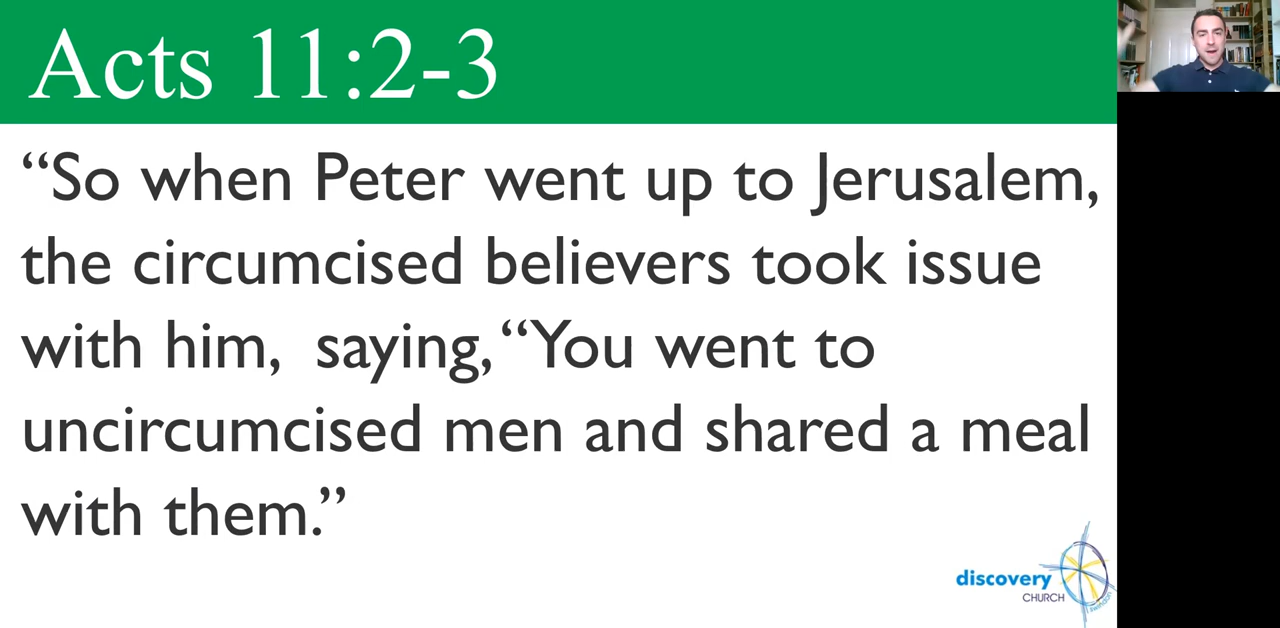 Acts 11:2-3
“So when Peter went up to Jerusalem,
the circumcised believers took issue
with him,  saying, “You went to
uncircumcised men and shared a meal
with them.”
discovery
CHURCH